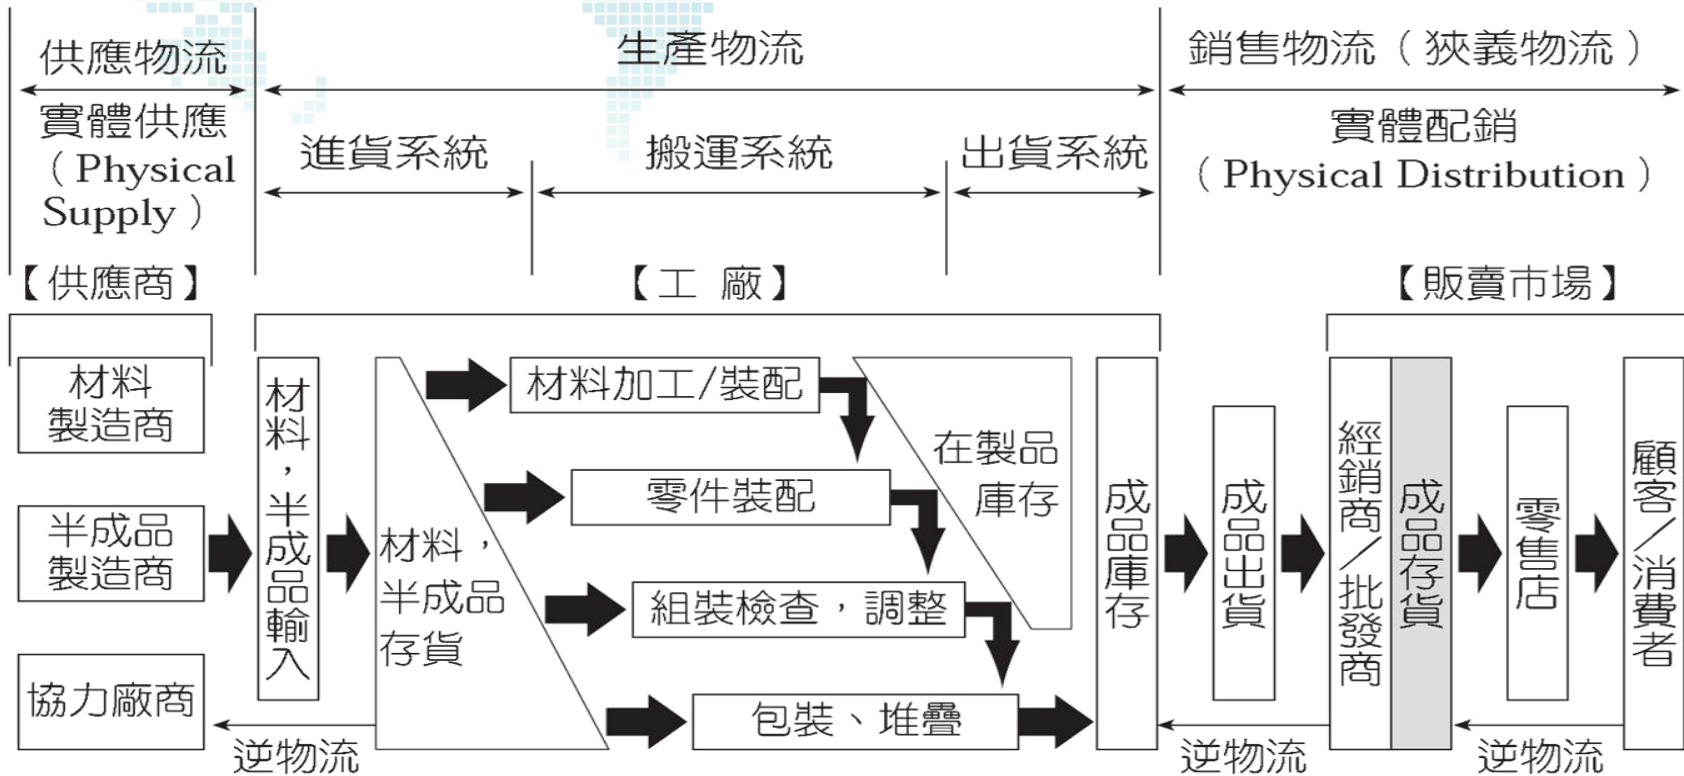 供應物流
生產物流
銷售物流（狹義物流）
實體供應
（Physical
Supply）
進貨系統
搬運系統
出貨系統
實體配銷
（Physical Distribution）
【供應商】
【工 廠】
【販賣市場】
材料
製造商
半成品
製造商
協力廠商
材料，半成品輸入
材料，
半成品
存貨
材料加工/裝配
零件裝配
組裝檢查，調整
包裝、堆疊
在製品
庫存
成品庫存
成品出貨
經銷商／批發商
成品存貨
零售店
顧客／消費者
逆物流
逆物流
逆物流